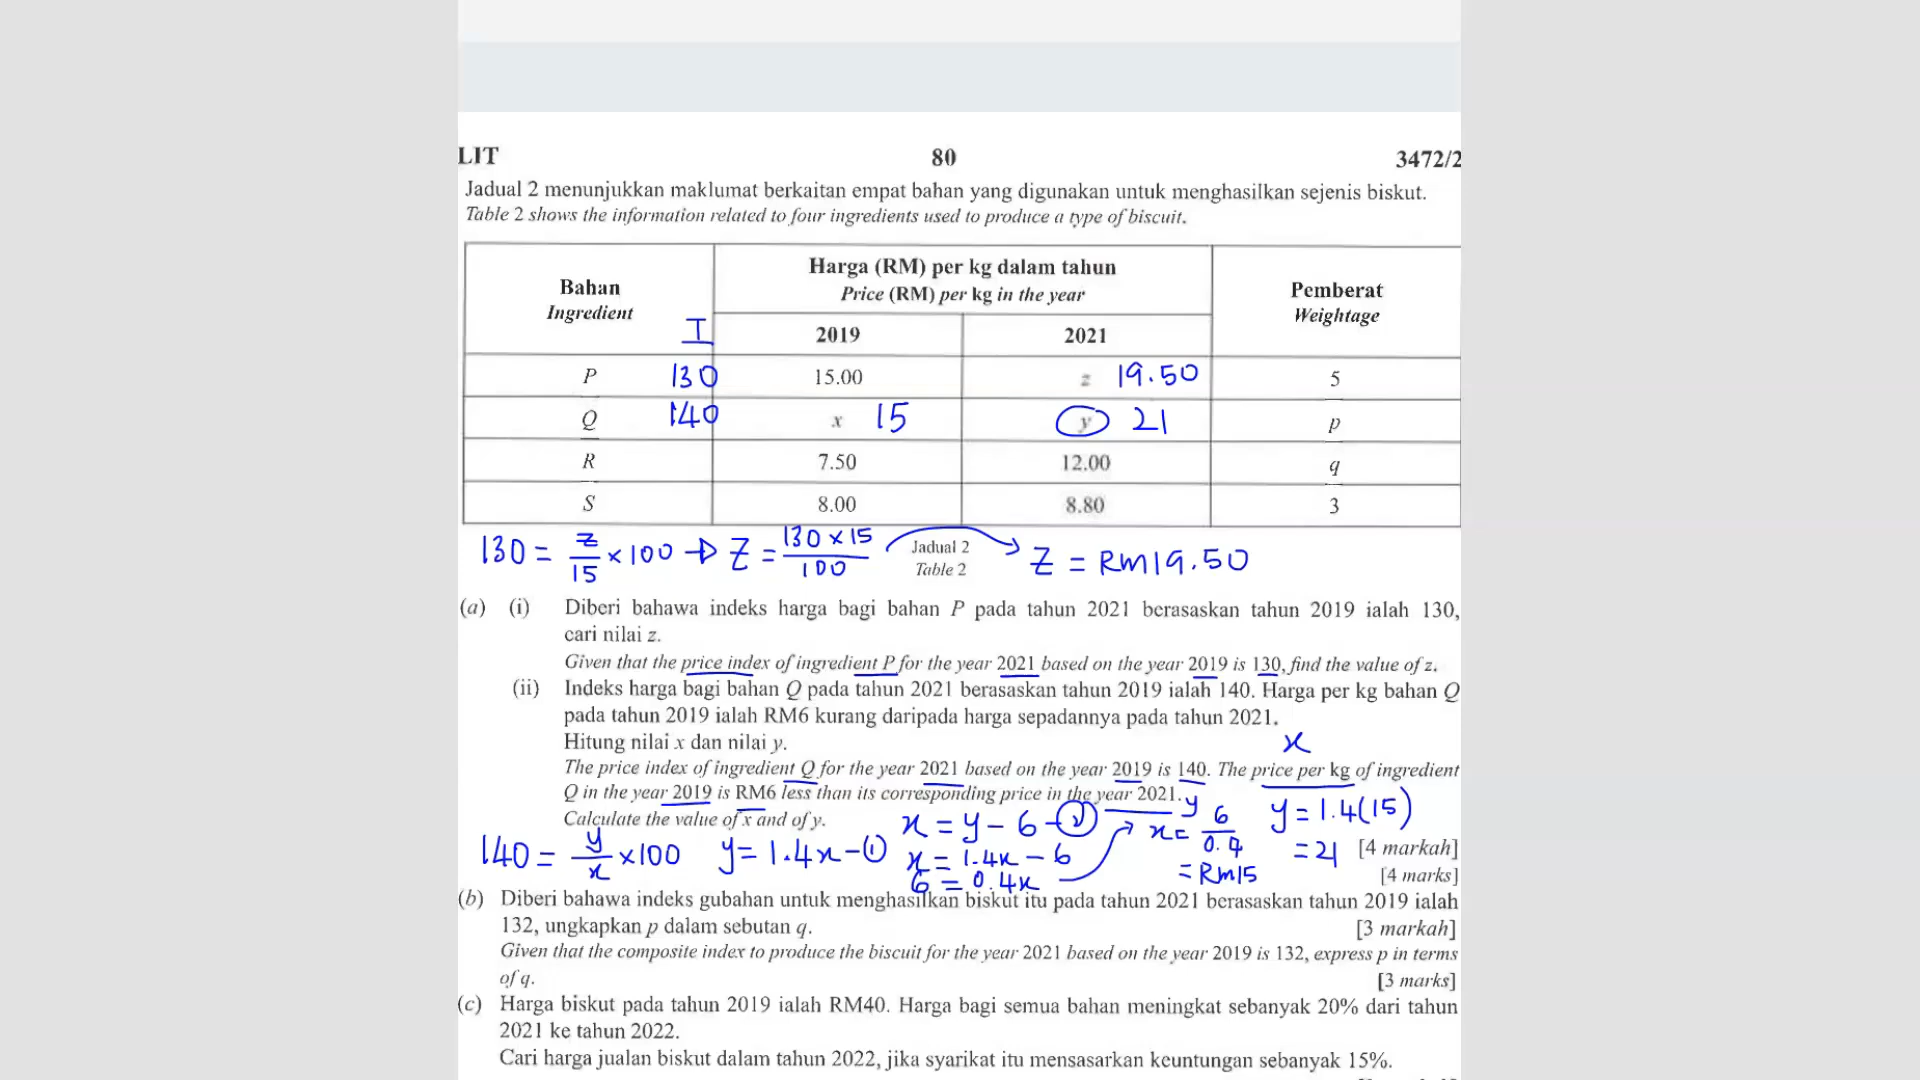 LIT 80 3472/2
Jadual 2 menunjukkan maklumat berkaitan empat bahan yang digunakan untuk menghasilkan sejenis biskut.
Table 2 shows the information related to four ingredients used to produce a type of biscuit.
Bahan
Ingredient
I
Harga (RM) per kg dalam tahun
Price (RM) per kg in the year
Pemberat
Weightage
2019 2021
P 130 15.00 z 19.50 5
Q 140 x 15 y 21 p
R 7.50 12.00 q
S 8.00 8.80 3
130 = z/15 × 100 → z = 130 × 15/100 → z = RM19.50
Jadual 2
Table 2
(a) (i) Diberi bahawa indeks harga bagi bahan P pada tahun 2021 berasaskan tahun 2019 ialah 130,
cari nilai z.
Given that the price index of ingredient P for the year 2021 based on the year 2019 is 130, find the value of z.
(ii) Indeks harga bagi bahan Q pada tahun 2021 berasaskan tahun 2019 ialah 140. Harga per kg bahan Q
pada tahun 2019 ialah RM6 kurang daripada harga sepadannya pada tahun 2021.
Hitung nilai x dan nilai y.
x
The price index of ingredient Q for the year 2021 based on the year 2019 is 140. The price per kg of ingredient
Q in the year 2019 is RM6 less than its corresponding price in the year 2021. y
Calculate the value of x and of y.
140 = y/x × 100
y = 1.4x – ①
x = y – 6 – ②
x = 1.4x – 6
6 = 0.4x
x = 6/0.4
= RM15
y = 1.4(15)
= 21
[4 markah]
[4 marks]
(b) Diberi bahawa indeks gubahan untuk menghasilkan biskut itu pada tahun 2021 berasaskan tahun 2019 ialah
132, ungkapkan p dalam sebutan q. [3 markah]
Given that the composite index to produce the biscuit for the year 2021 based on the year 2019 is 132, express p in terms
of q. [3 marks]
(c) Harga biskut pada tahun 2019 ialah RM40. Harga bagi semua bahan meningkat sebanyak 20% dari tahun
2021 ke tahun 2022.
Cari harga jualan biskut dalam tahun 2022, jika syarikat itu mensasarkan keuntungan sebanyak 15%.